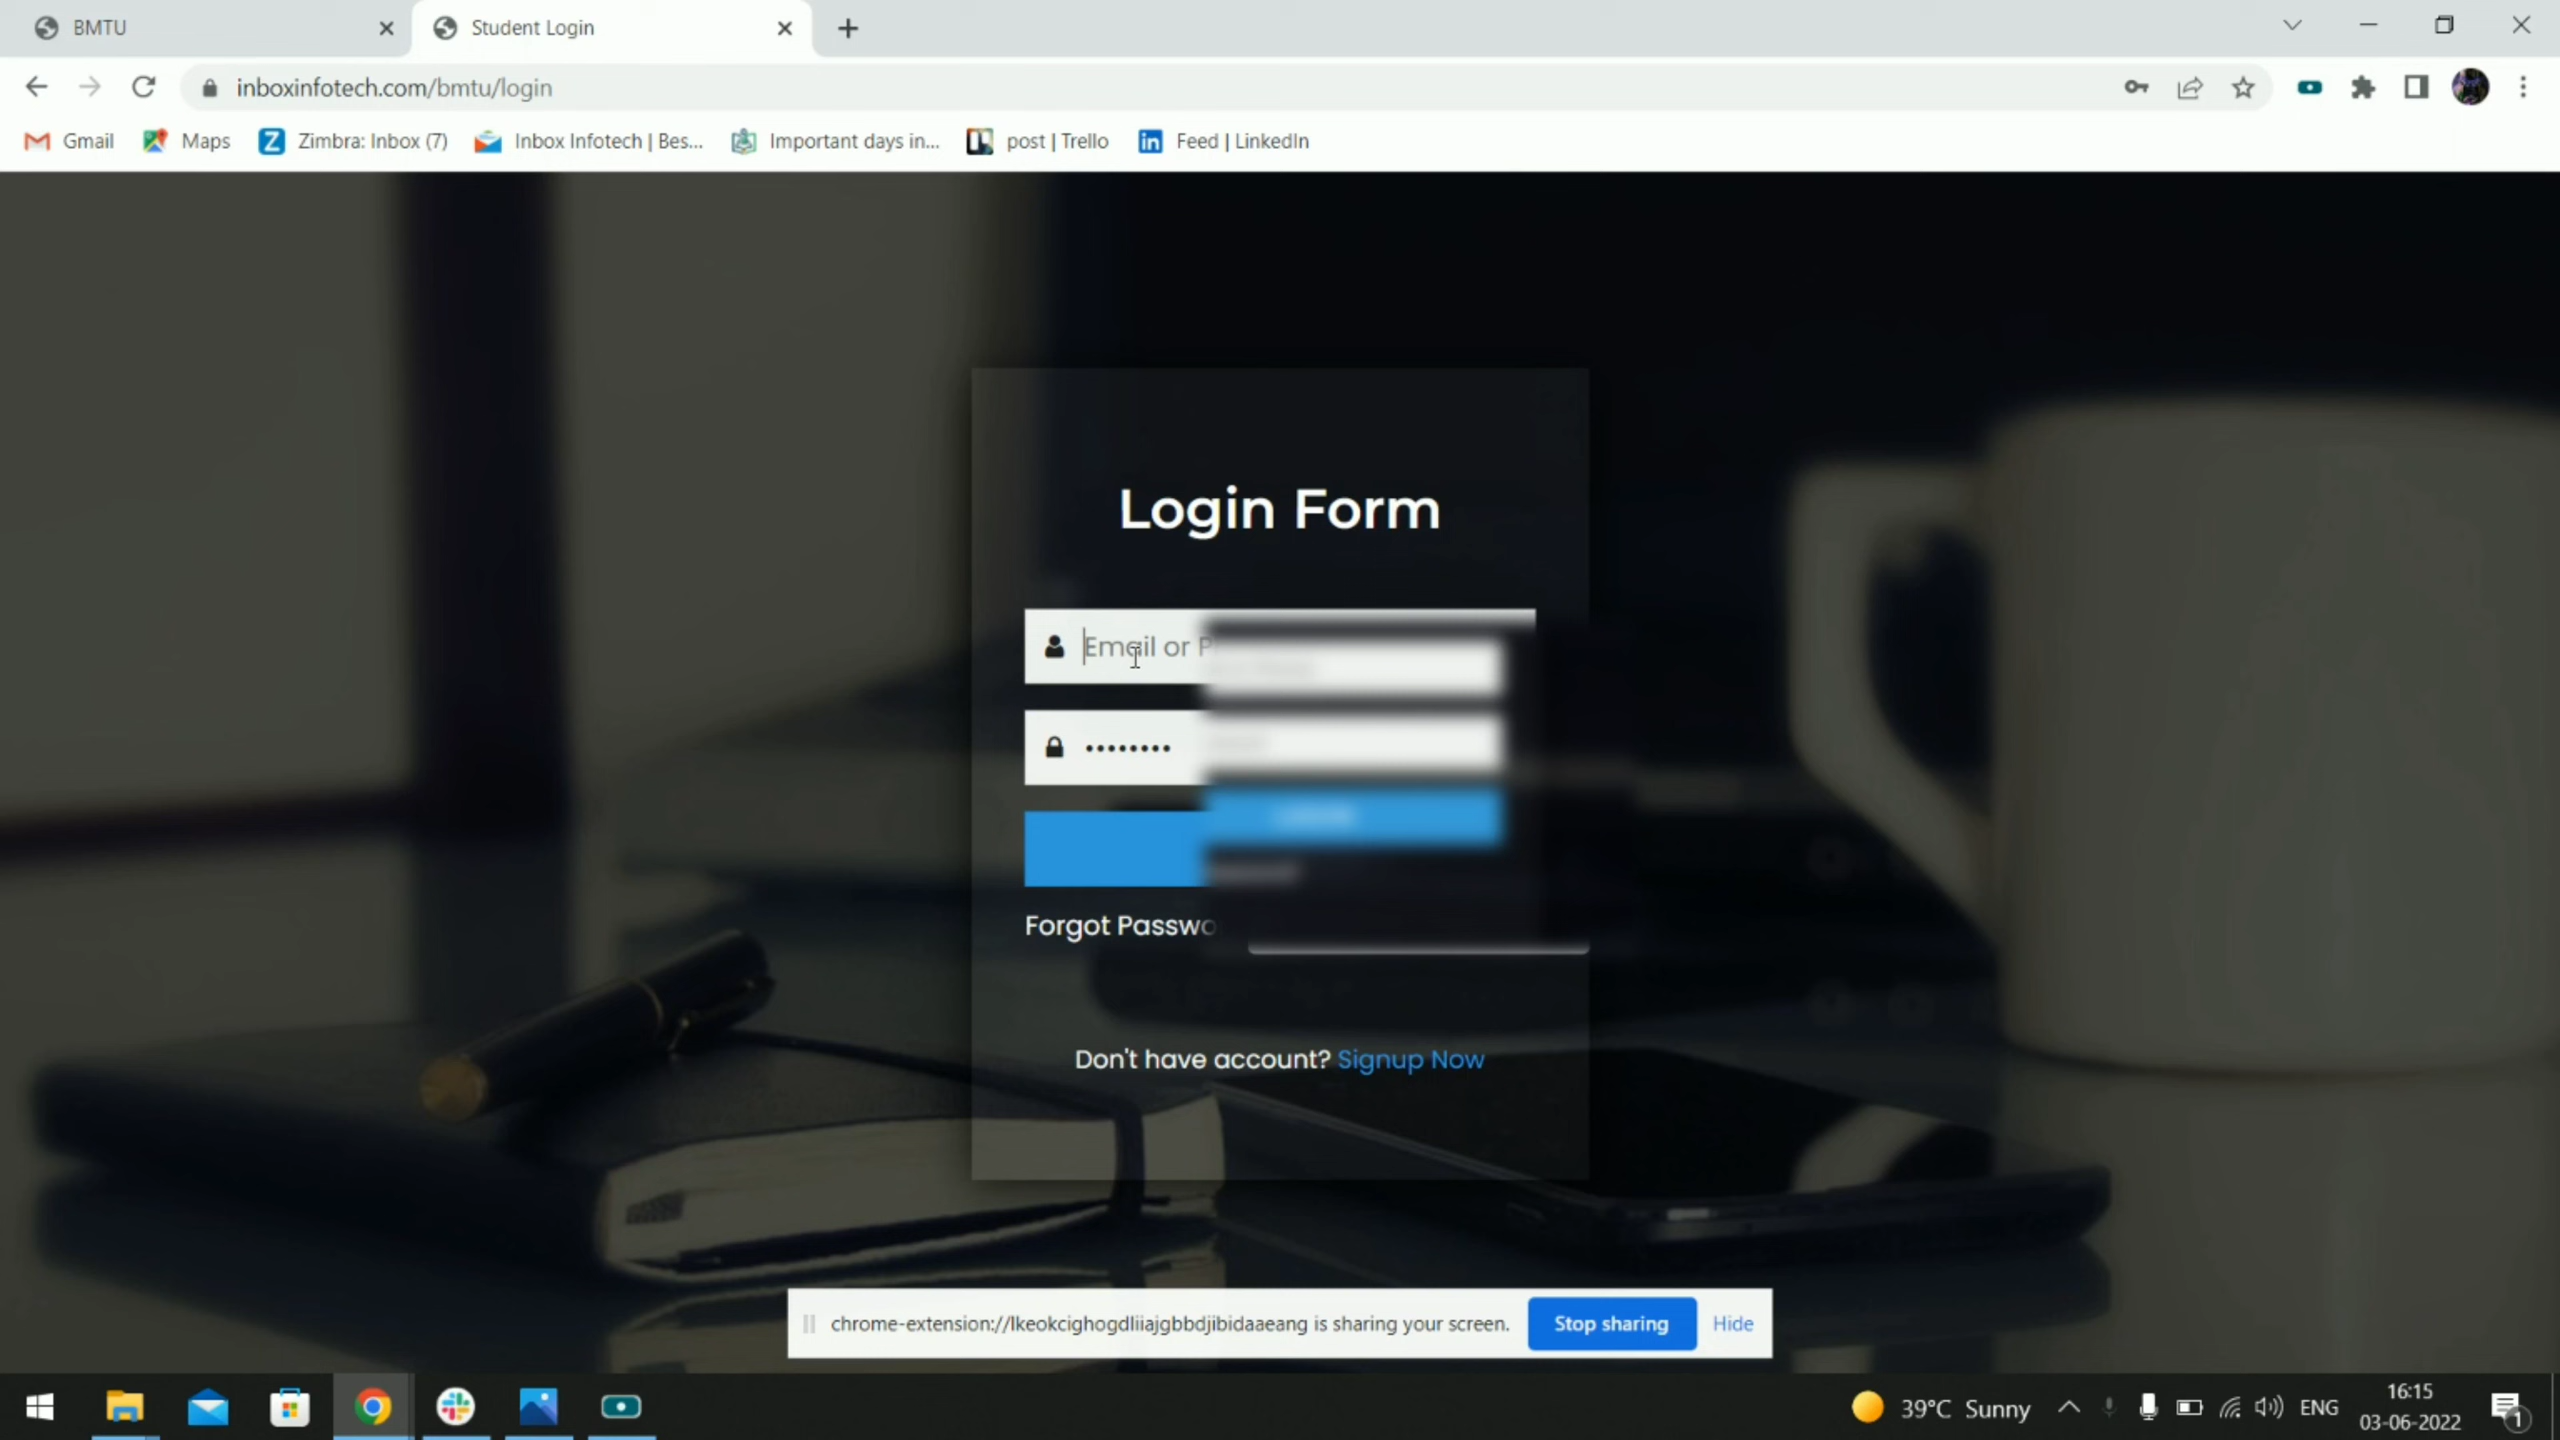 BMTU
Student Login
inboxinfotech.com/bmtu/login
Gmail
Maps
Zimbra: Inbox (7)
Inbox Infotech | Bes...
Important days in...
post | Trello
Feed | LinkedIn
Login Form
Email or P
Forgot Passwo
Don't have account? Signup Now
chrome-extension://lkeokcighogdliiajgbbdjibidaaeang is sharing your screen.
Stop sharing
Hide
39°C Sunny
ENG
16:15
03-06-2022
1